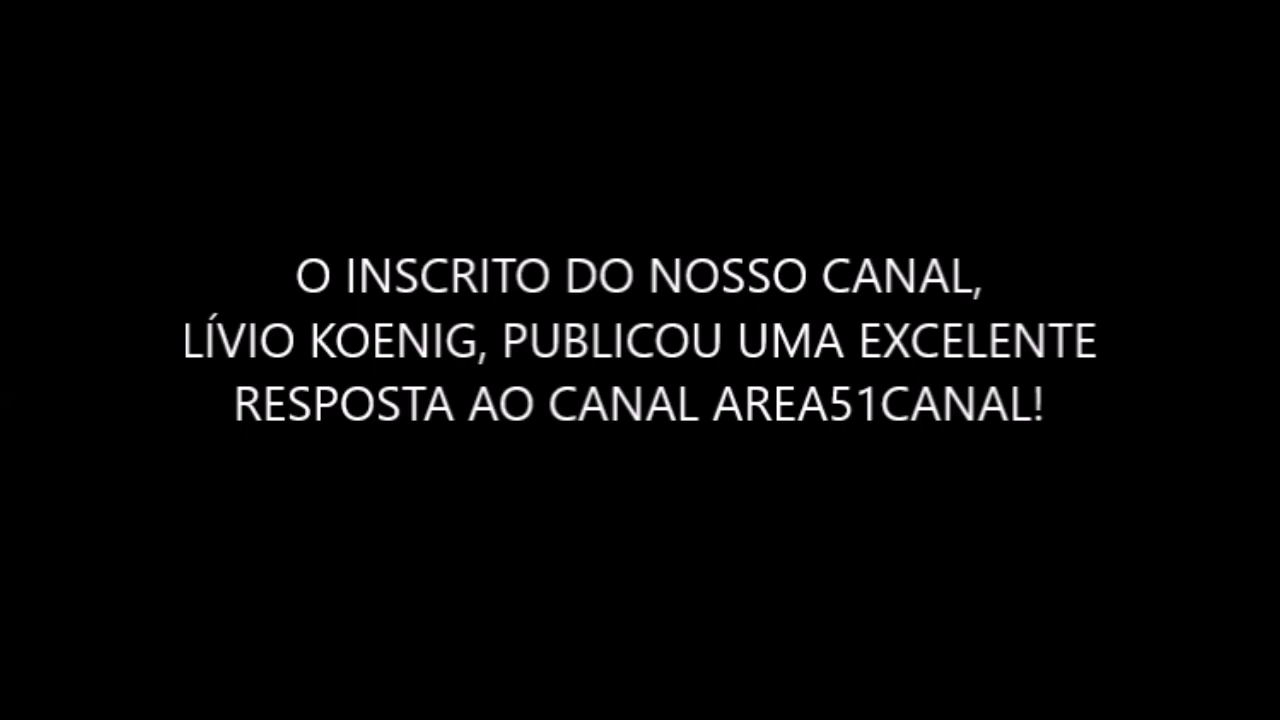 O INSCRITO DO NOSSO CANAL,
LÍVIO KOENIG, PUBLICOU UMA EXCELENTE
RESPOSTA AO CANAL AREA51CANAL!